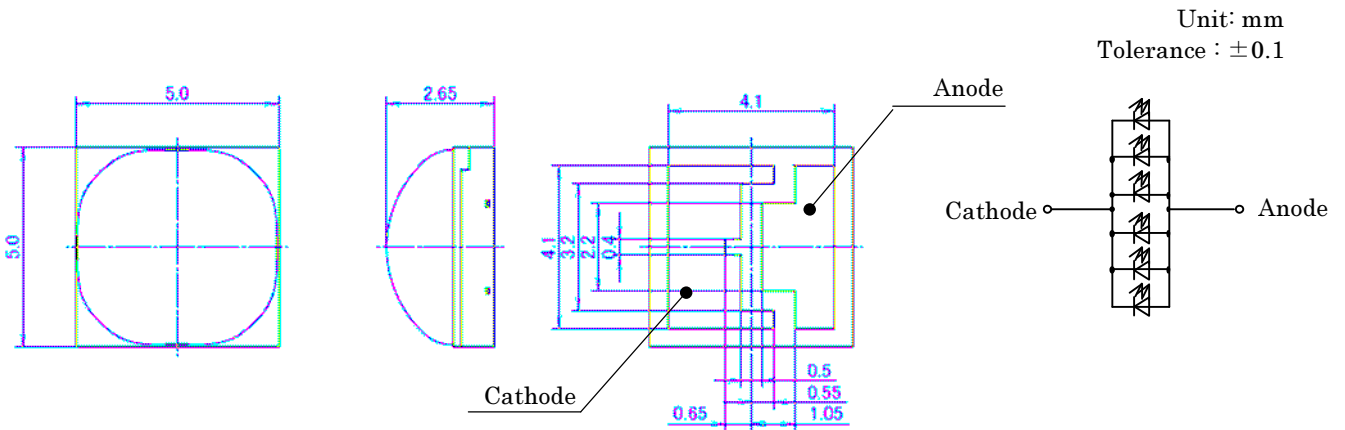 Unit: mm
Tolerance : ±0.1
5.0
5.0
2.65
4.1
4.1
3.2
2.2
0.4
0.5
0.55
0.65
1.05
Anode
Cathode
Cathode
Anode